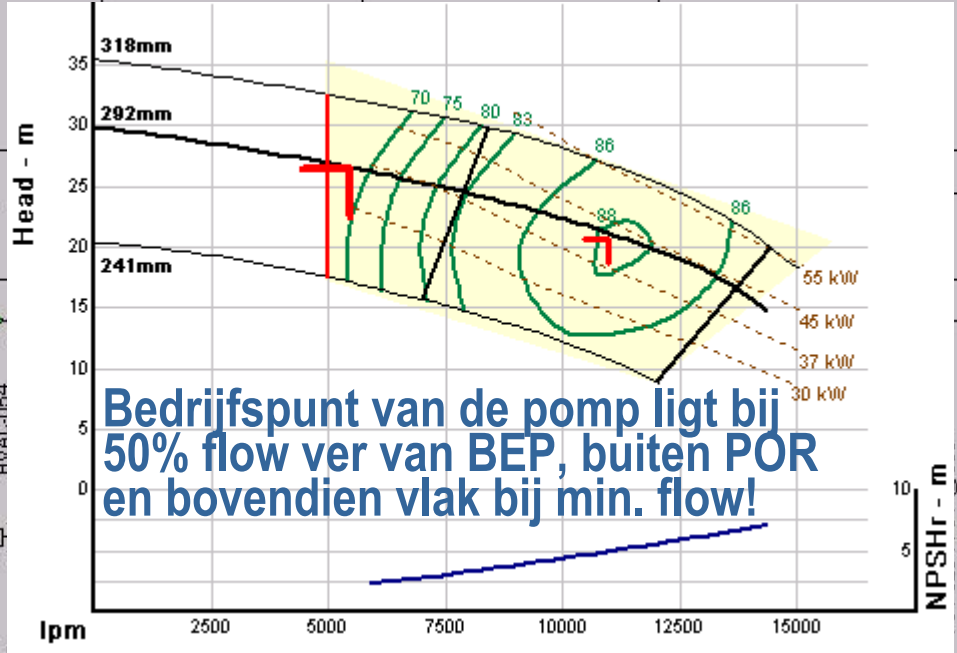 318mm
35
70
75
80
83
292mm
30
86
Head - m
25
88
86
20
241mm
55 kW
15
45 kW
37 kW
10
30 kW
Bedrijfspunt van de pomp ligt bij
5
50% flow ver van BEP, buiten POR
0
10
en bovendien vlak bij min. flow!
5
NPSHr - m
lpm
2500
5000
7500
10000
12500
15000